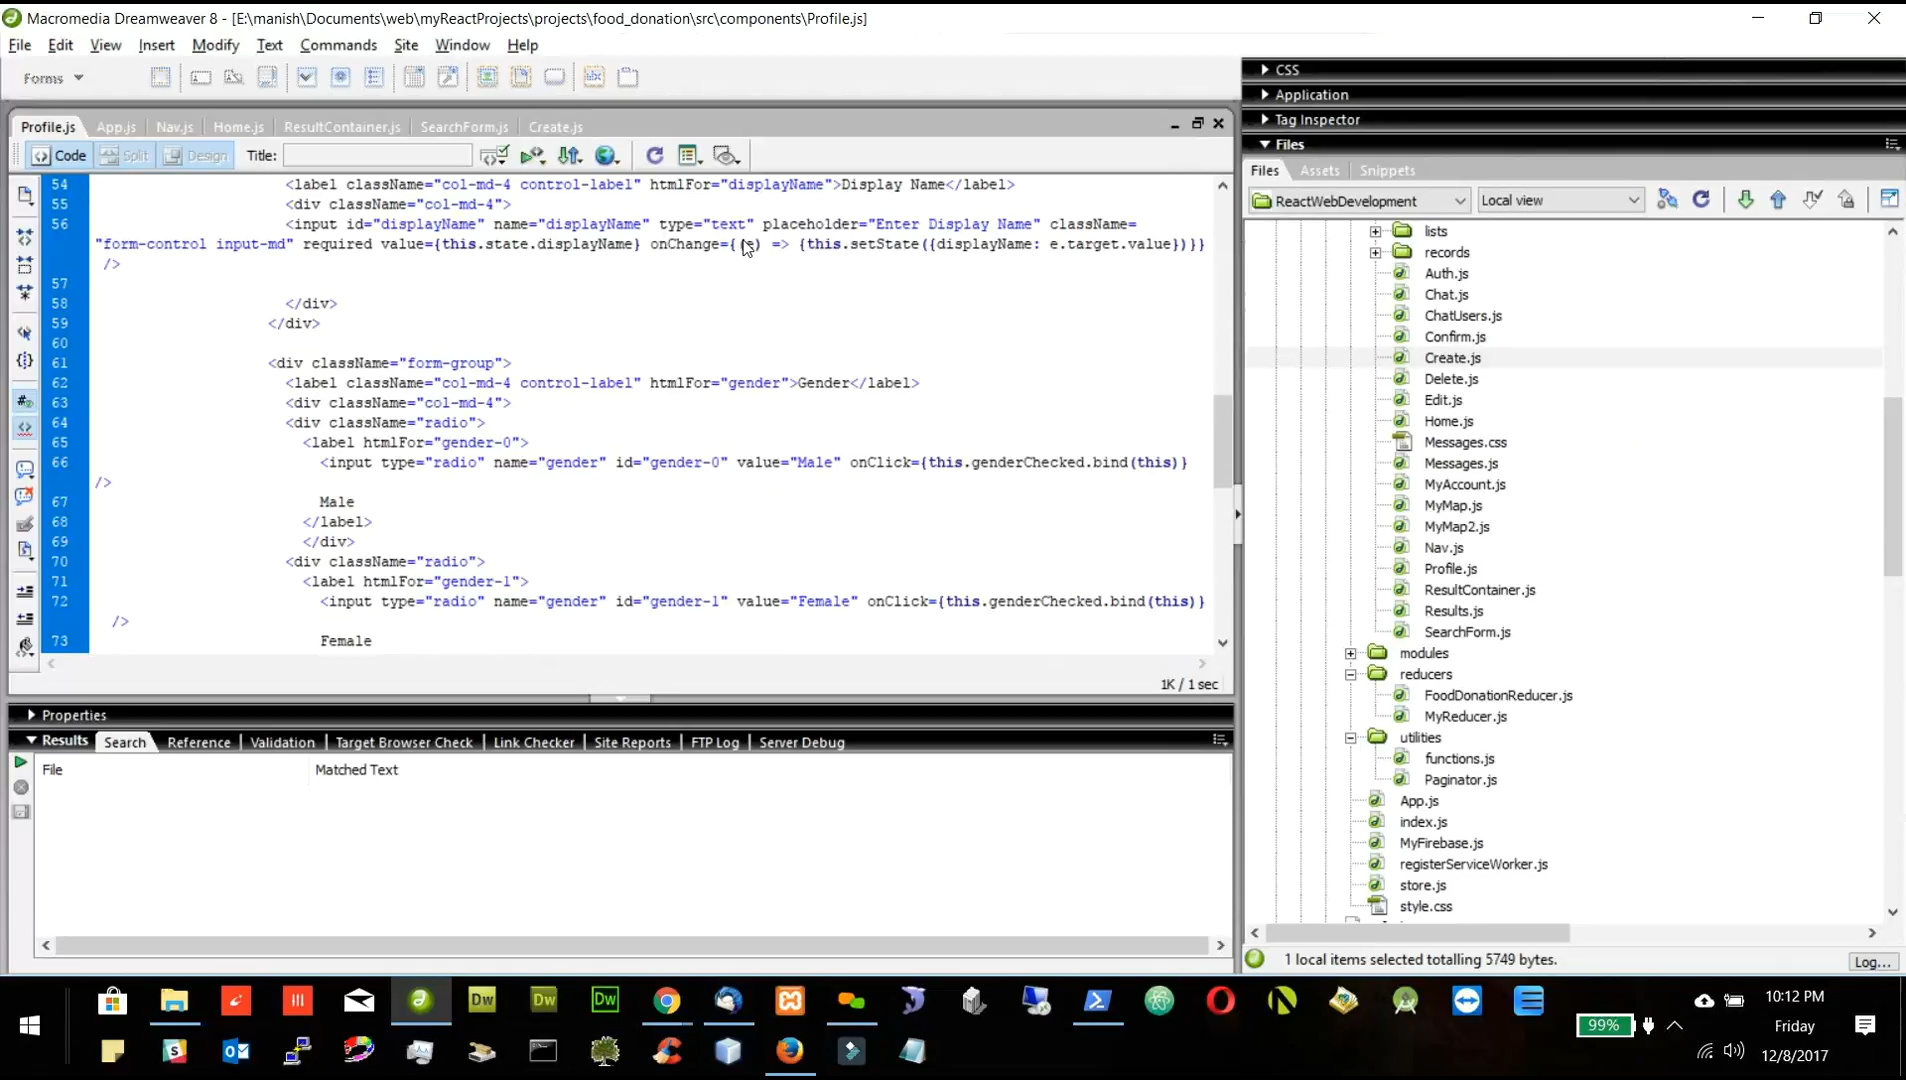 Macromedia Dreamweaver 8 - [E:\manish\Documents\web\myReactProjects\projects\food_donation\src\components\Profile.js]
File Edit View Insert Modify Text Commands Site Window Help
Forms
Profile.js App.js Nav.js Home.js ResultContainer.js SearchForm.js Create.js
Code Split Design Title:
54 <label className="col-md-4 control-label" htmlFor="displayName">Display Name</label>
55 <div className="col-md-4">
56 <input id="displayName" name="displayName" type="text" placeholder="Enter Display Name" className=
"form-control input-md" required value={this.state.displayName} onChange={( ) => {this.setState({displayName: e.target.value})}}
/>
57
58 </div>
59 </div>
60
61 <div className="form-group">
62 <label className="col-md-4 control-label" htmlFor="gender">Gender</label>
63 <div className="col-md-4">
64 <div className="radio">
65 <label htmlFor="gender-0">
66 <input type="radio" name="gender" id="gender-0" value="Male" onClick={this.genderChecked.bind(this)}
/>
67 Male
68 </label>
69 </div>
70 <div className="radio">
71 <label htmlFor="gender-1">
72 <input type="radio" name="gender" id="gender-1" value="Female" onClick={this.genderChecked.bind(this)}
/>
73 Female
1K / 1 sec
Properties
Results Search Reference Validation Target Browser Check Link Checker Site Reports FTP Log Server Debug
File Matched Text
CSS
Application
Tag Inspector
Files
Files Assets Snippets
ReactWebDevelopment Local view
lists
records
Auth.js
Chat.js
ChatUsers.js
Confirm.js
Create.js
Delete.js
Edit.js
Home.js
Messages.css
Messages.js
MyAccount.js
MyMap.js
MyMap2.js
Nav.js
Profile.js
ResultContainer.js
Results.js
SearchForm.js
modules
reducers
FoodDonationReducer.js
MyReducer.js
utilities
functions.js
Paginator.js
App.js
index.js
MyFirebase.js
registerServiceWorker.js
store.js
style.css
1 local items selected totalling 5749 bytes.
Log...
Dw Dw Dw
99%
10:12 PM
Friday
12/8/2017